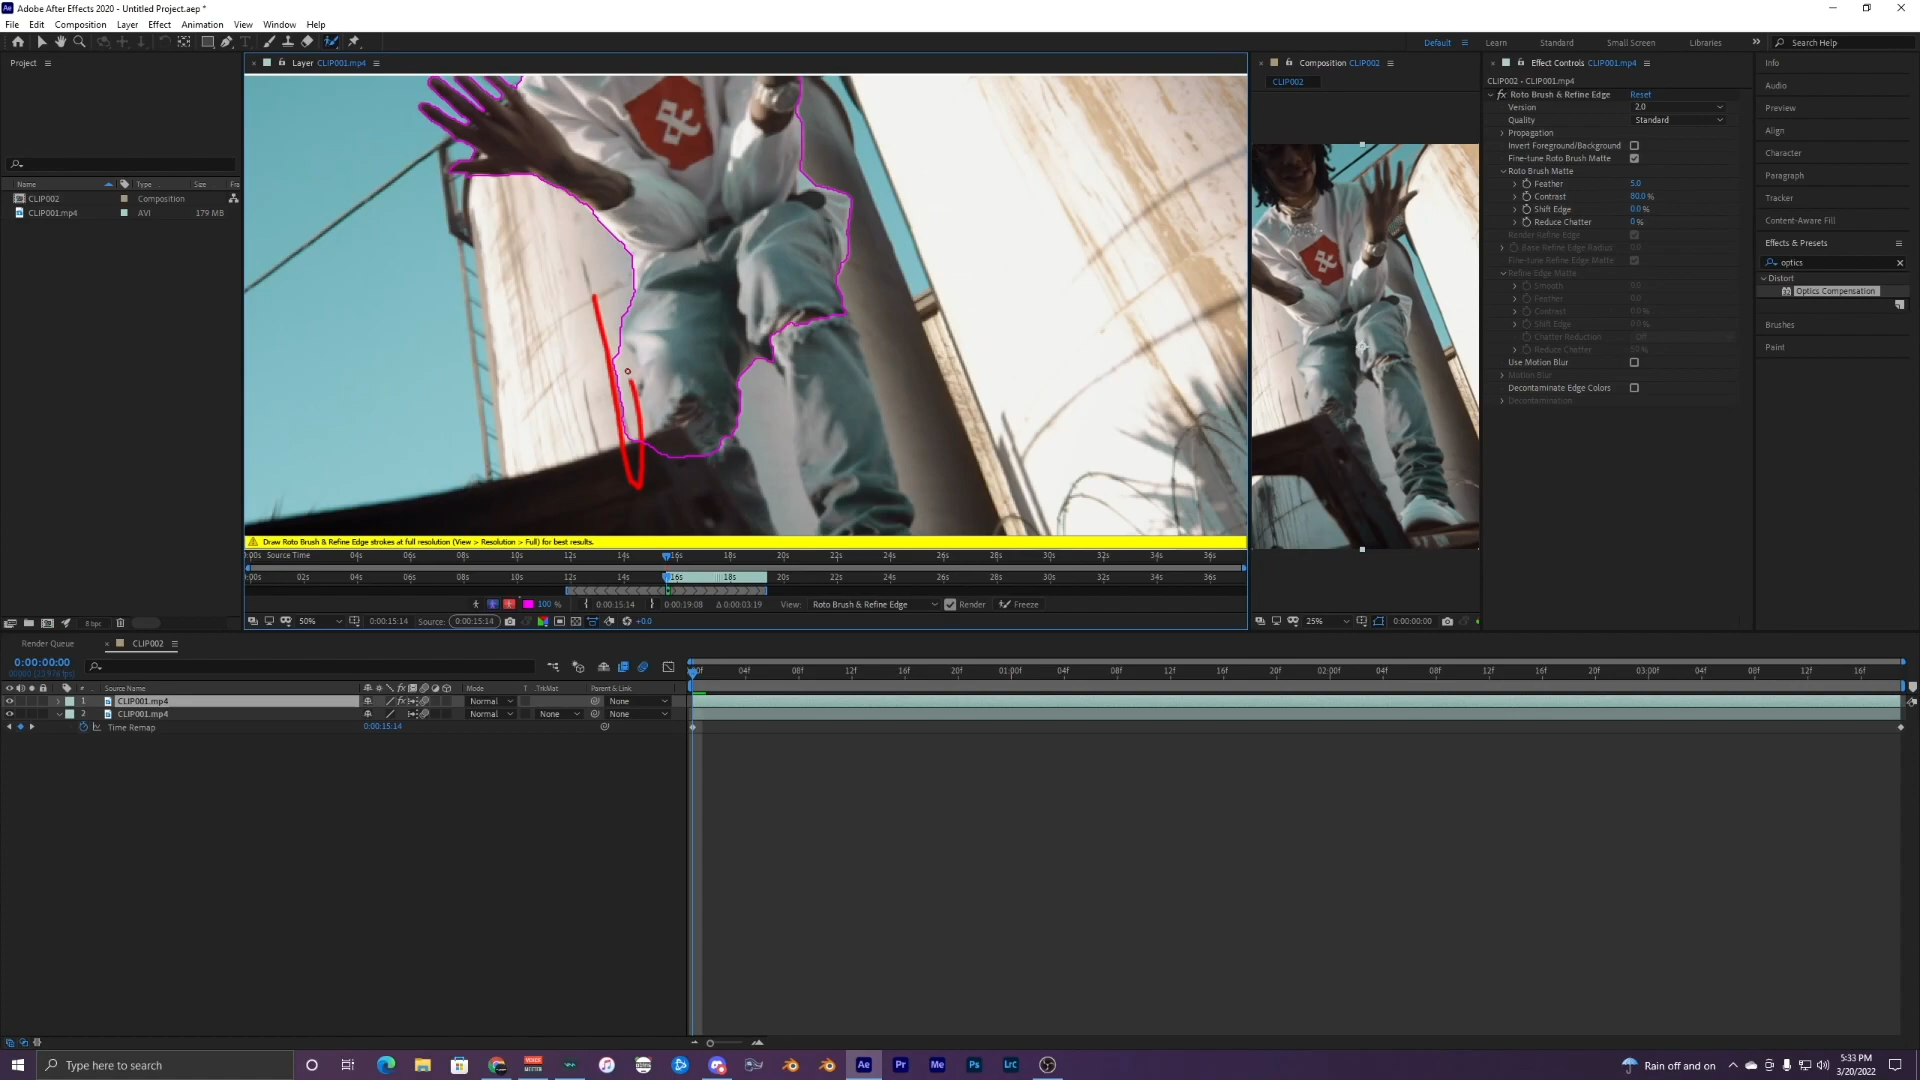 Adobe After Effects 2020 - Untitled Project.aep *
File Edit Composition Layer Effect Animation View Window Help
Default Learn Standard Small Screen Libraries Search Help
Project
Name Type Size Fra
CLIP002 Composition
CLIP001.mp4 AVI 179 MB
8 bpc
Layer CLIP001.mp4
Draw Roto Brush & Refine Edge strokes at full resolution (View > Resolution > Full) for best results.
:00s Source Time 04s 06s 08s 10s 12s 14s 16s 18s 20s 22s 24s 26s 28s 30s 32s 34s 36s
:00s 02s 04s 06s 08s 10s 12s 14s 16s 18s 20s 22s 24s 26s 28s 30s 32s 34s 36s
100 % 0:00:15:14 0:00:19:08 Δ 0:00:03:19 View: Roto Brush & Refine Edge Render Freeze
50% 0:00:15:14 Source: 0:00:15:14 +0.0
Composition CLIP002
CLIP002
25% 0:00:00:00
Effect Controls CLIP001.mp4
CLIP002 • CLIP001.mp4
fx Roto Brush & Refine Edge Reset
Version 2.0
Quality Standard
Propagation
Invert Foreground/Background
Fine-tune Roto Brush Matte
Roto Brush Matte
Feather 5.0
Contrast 80.0 %
Shift Edge 0.0 %
Reduce Chatter 0 %
Render Refine Edge
Base Refine Edge Radius 0.0
Fine-tune Refine Edge Matte
Refine Edge Matte
Smooth 0.0
Feather 0.0
Contrast 0.0 %
Shift Edge 0.0 %
Chatter Reduction Off
Reduce Chatter 50 %
Use Motion Blur
Motion Blur
Decontaminate Edge Colors
Decontamination
Info
Audio
Preview
Align
Character
Paragraph
Tracker
Content-Aware Fill
Effects & Presets
optics
Distort
Optics Compensation
Brushes
Paint
Render Queue CLIP002
0:00:00:00
00000 (23.976 fps)
# Source Name fx Mode T .TrkMat Parent & Link
1 CLIP001.mp4 fx Normal None
2 CLIP001.mp4 Normal None None
Time Remap 0:00:15:14
:00f 04f 08f 12f 16f 20f 01:00f 04f 08f 12f 16f 20f 02:00f 04f 08f 12f 16f 20f 03:00f 04f 08f 12f 16f
Type here to search
Ae Pr Me Ps LrC
Rain off and on
5:33 PM
3/20/2022